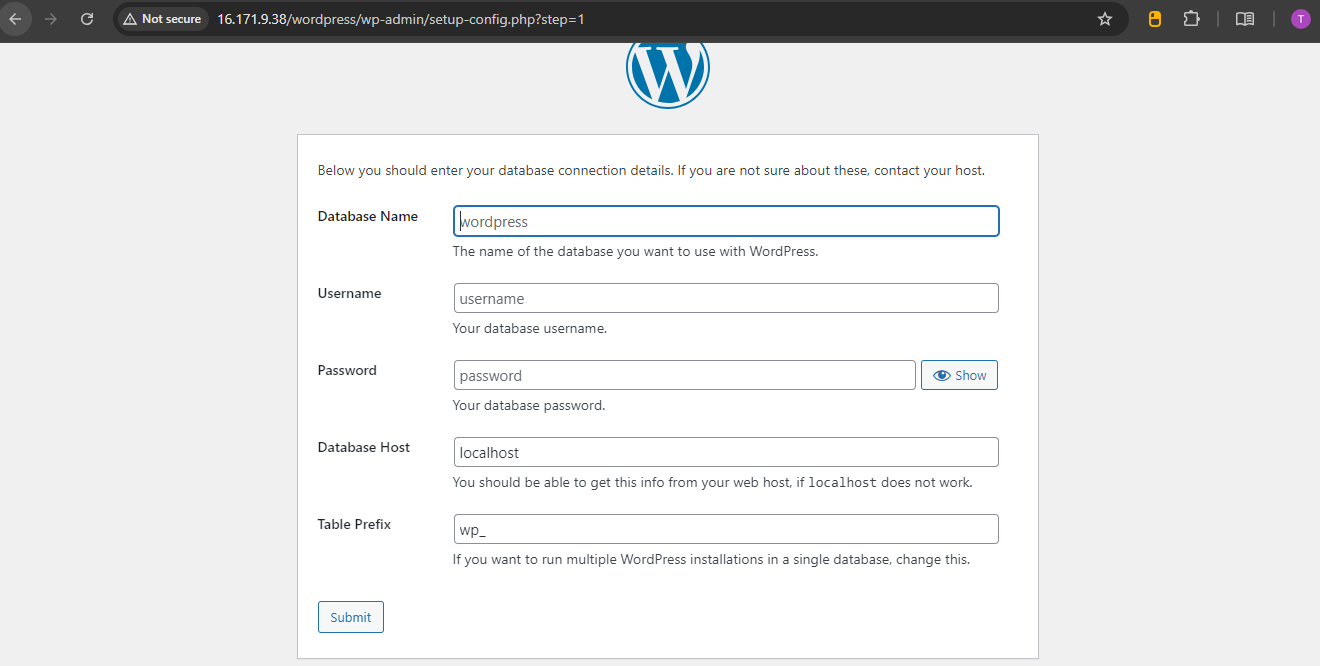 Not secure 16.171.9.38/wordpress/wp-admin/setup-config.php?step=1
T
W
Below you should enter your database connection details. If you are not sure about these, contact your host.
Database Name
wordpress
The name of the database you want to use with WordPress.
Username
username
Your database username.
Password
password
Show
Your database password.
Database Host
localhost
You should be able to get this info from your web host, if localhost does not work.
Table Prefix
wp_
If you want to run multiple WordPress installations in a single database, change this.
Submit